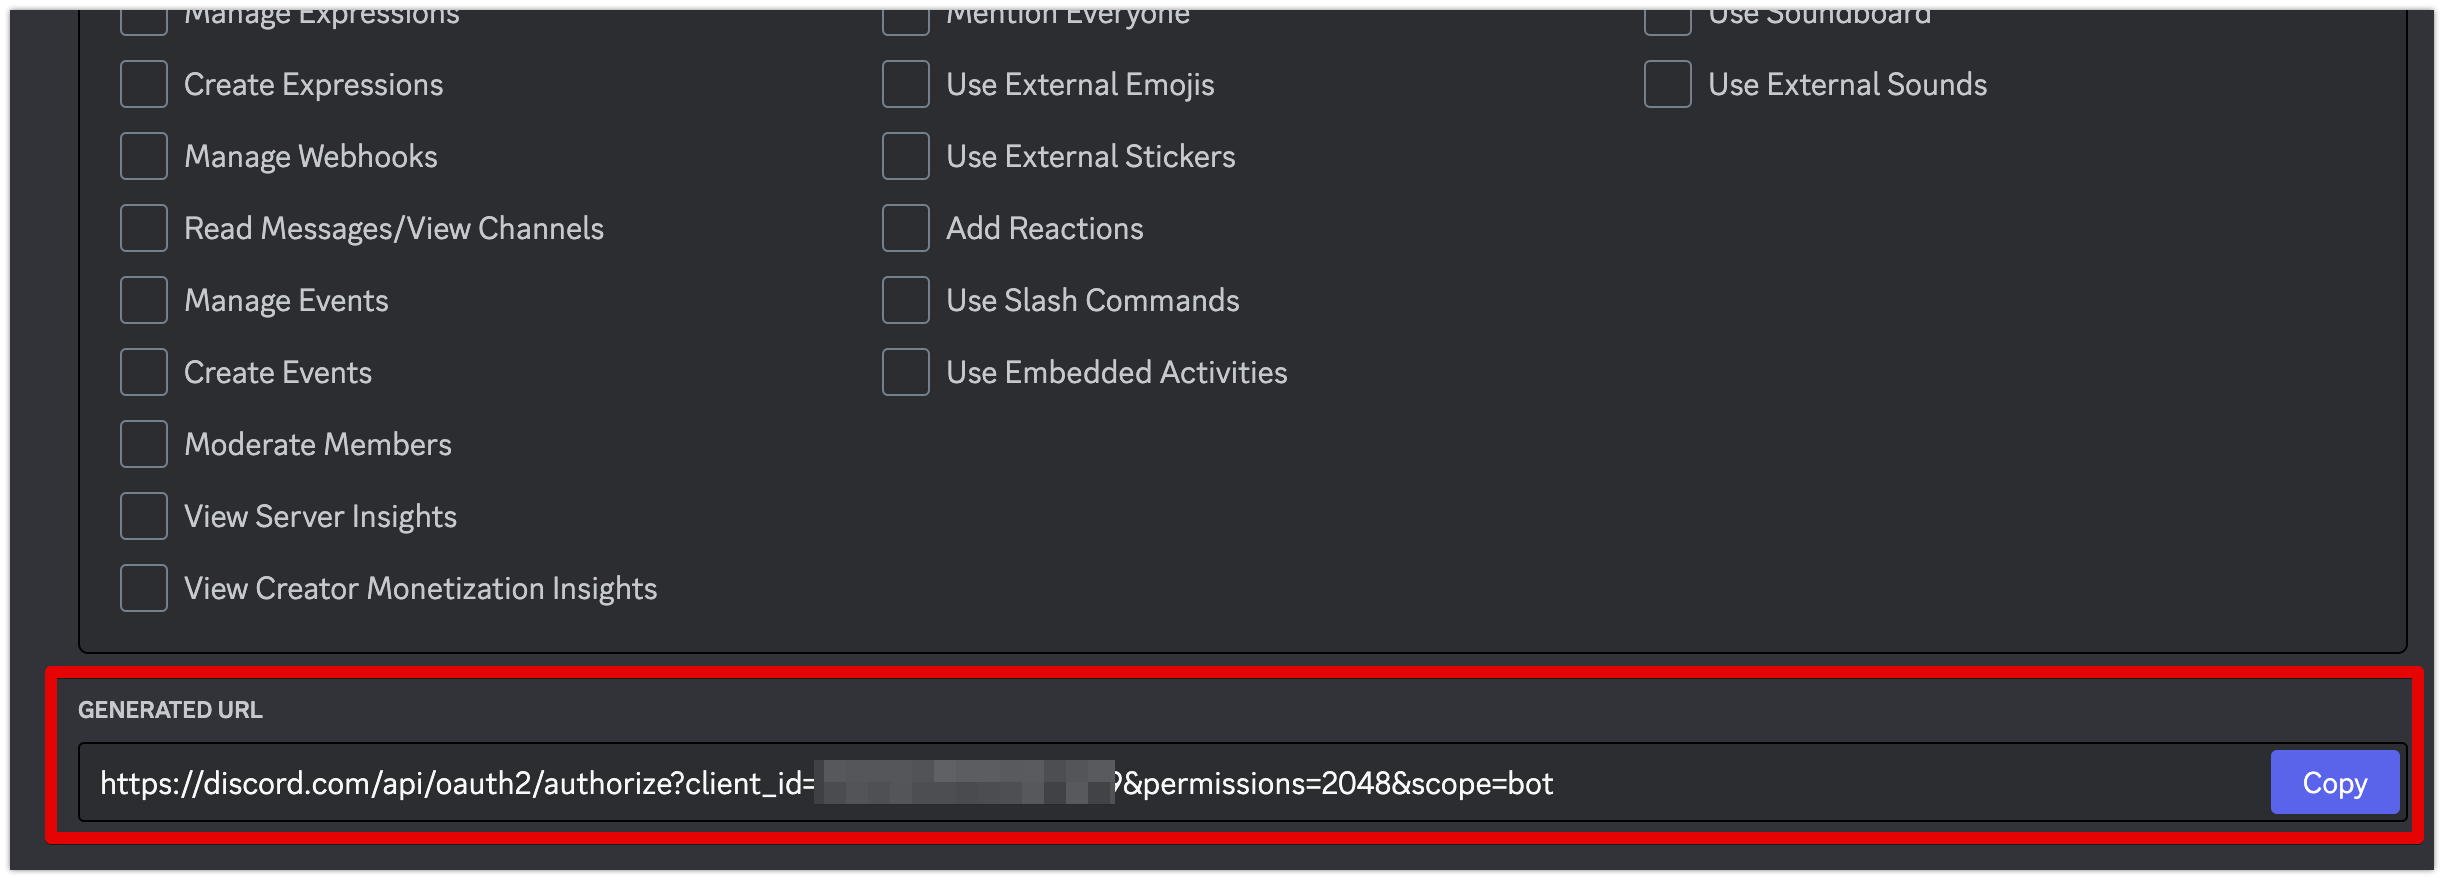 Manage Expressions
Create Expressions
Manage Webhooks
Read Messages/View Channels
Manage Events
Create Events
Moderate Members
View Server Insights
View Creator Monetization Insights
Mention Everyone
Use External Emojis
Use External Stickers
Add Reactions
Use Slash Commands
Use Embedded Activities
Use Soundboard
Use External Sounds
GENERATED URL
https://discord.com/api/oauth2/authorize?client_id= 9&permissions=2048&scope=bot
Copy